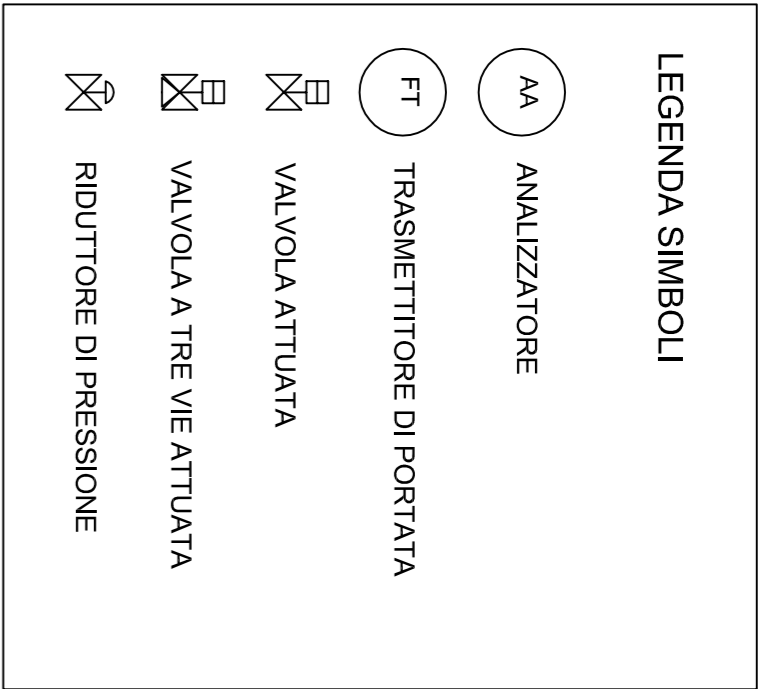 LEGENDA SIMBOLI
AA ANALIZZATORE
FT TRASMETTITORE DI PORTATA
VALVOLA ATTUATA
VALVOLA A TRE VIE ATTUATA
RIDUTTORE DI PRESSIONE